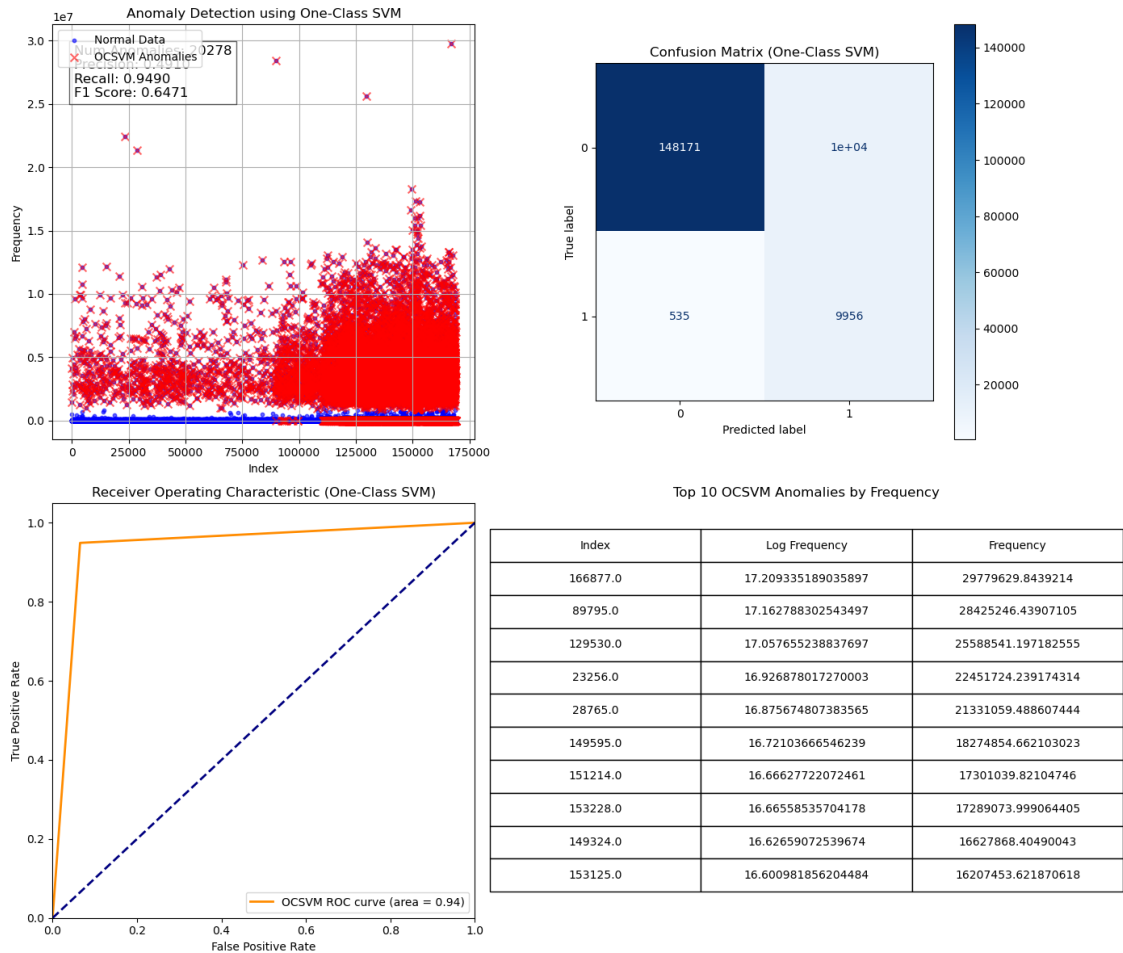 Anomaly Detection using One-Class SVM
1e7
Normal Data
OCSVM Anomalies
Num Anomalies: 20278
Precision: 0.4910
Recall: 0.9490
F1 Score: 0.6471
3.0
2.5
2.0
1.5
1.0
0.5
0.0
Frequency
0 25000 50000 75000 100000 125000 150000 175000
Index
Confusion Matrix (One-Class SVM)
0
148171 1e+04
True label
1
535 9956
0 1
Predicted label
140000
120000
100000
80000
60000
40000
20000
Receiver Operating Characteristic (One-Class SVM)
1.0
0.8
0.6
0.4
0.2
0.0
True Positive Rate
OCSVM ROC curve (area = 0.94)
0.0 0.2 0.4 0.6 0.8 1.0
False Positive Rate
Top 10 OCSVM Anomalies by Frequency
Index Log Frequency Frequency
166877.0 17.209335189035897 29779629.8439214
89795.0 17.162788302543497 28425246.43907105
129530.0 17.057655238837697 25588541.197182555
23256.0 16.926878017270003 22451724.239174314
28765.0 16.875674807383565 21331059.488607444
149595.0 16.72103666546239 18274854.662103023
151214.0 16.66627722072461 17301039.82104746
153228.0 16.66558535704178 17289073.999064405
149324.0 16.62659072539674 16627868.40490043
153125.0 16.600981856204484 16207453.621870618